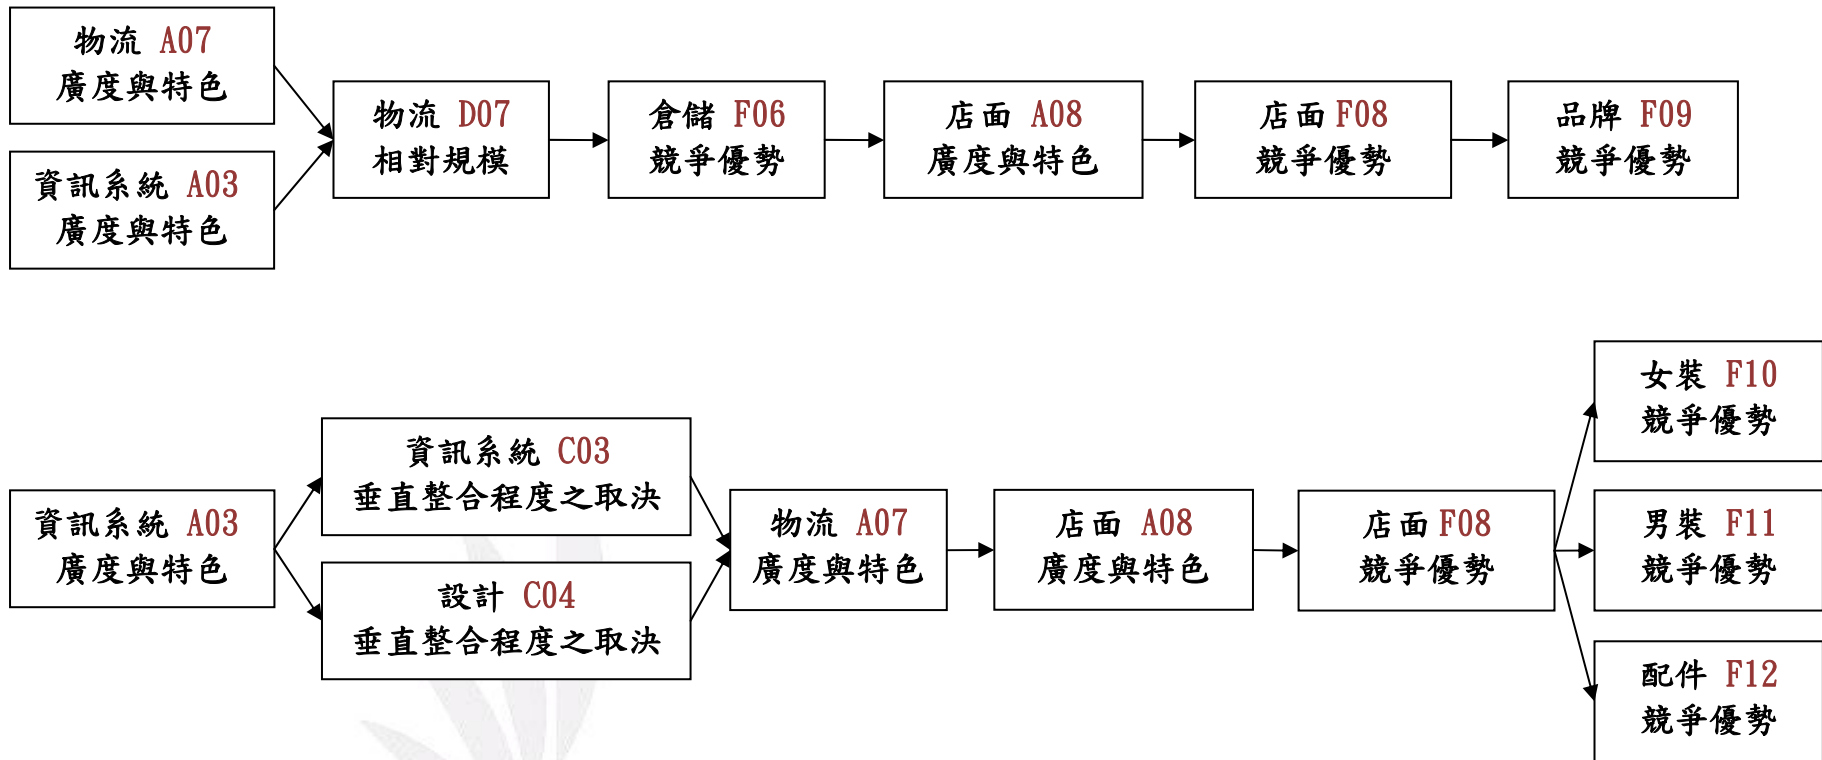 物流 A07
廣度與特色
資訊系統 A03
廣度與特色
物流 D07
相對規模
倉儲 F06
競爭優勢
店面 A08
廣度與特色
店面 F08
競爭優勢
品牌 F09
競爭優勢
資訊系統 A03
廣度與特色
資訊系統 C03
垂直整合程度之取決
設計 C04
垂直整合程度之取決
物流 A07
廣度與特色
店面 A08
廣度與特色
店面 F08
競爭優勢
女裝 F10
競爭優勢
男裝 F11
競爭優勢
配件 F12
競爭優勢